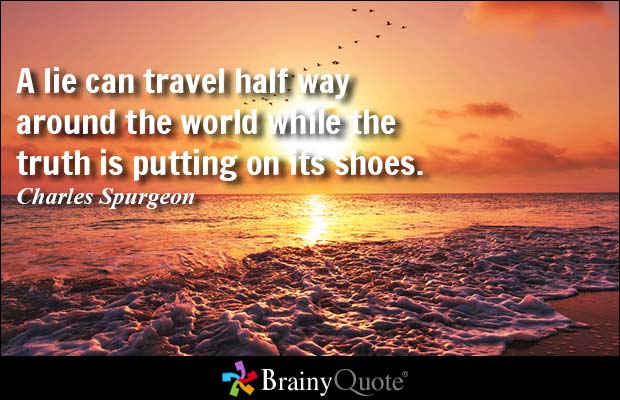 A lie can travel half way
around the world while the
truth is putting on its shoes.
Charles Spurgeon
BrainyQuote®